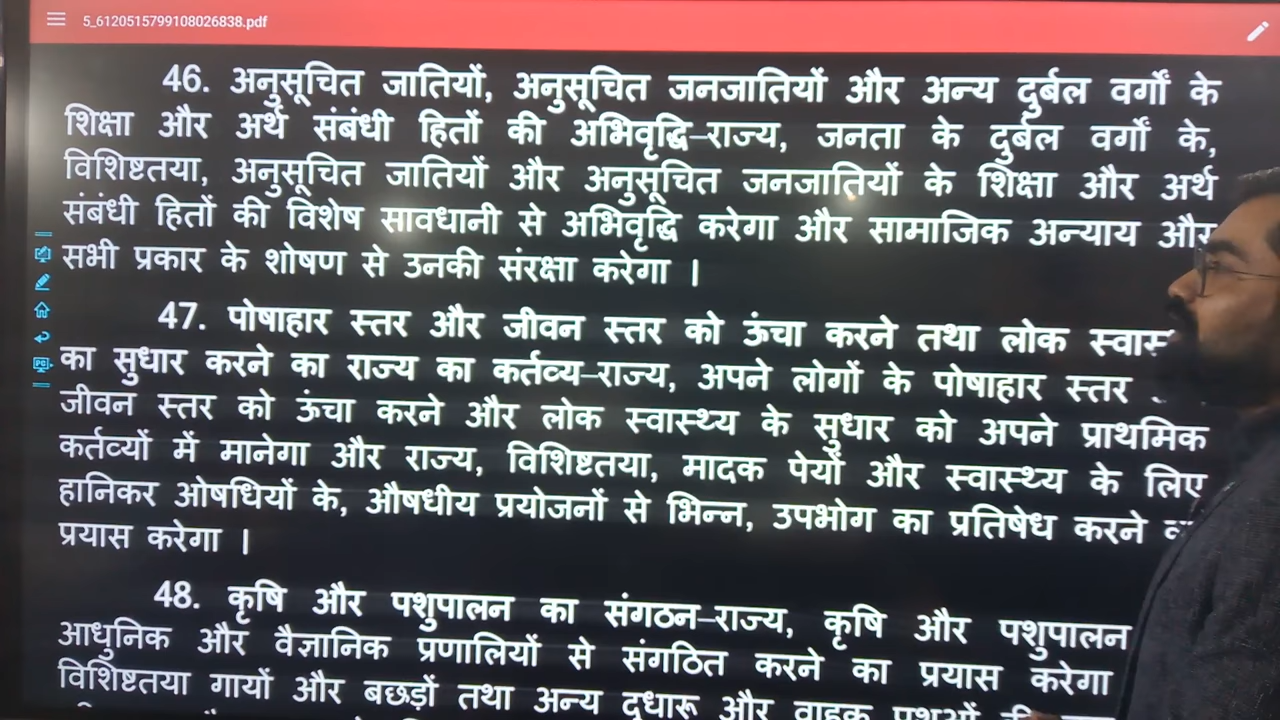 5_6120515799108026838.pdf
46. अनुसूचित जातियों, अनुसूचित जनजातियों और अन्य दुर्बल वर्गों के
शिक्षा और अर्थ संबंधी हितों की अभिवृद्धि–राज्य, जनता के दुर्बल वर्गों के,
विशिष्टतया, अनुसूचित जातियों और अनुसूचित जनजातियों के शिक्षा और अर्थ
संबंधी हितों की विशेष सावधानी से अभिवृद्धि करेगा और सामाजिक अन्याय और
सभी प्रकार के शोषण से उनकी संरक्षा करेगा ।
47. पोषाहार स्तर और जीवन स्तर को ऊंचा करने तथा लोक
का सुधार करने का राज्य का कर्तव्य–राज्य, अपने लोगों के पोषाहार स्तर
जीवन स्तर को ऊंचा करने और लोक स्वास्थ्य के सुधार को अपने प्राथमिक
कर्तव्यों में मानेगा और राज्य, विशिष्टतया, मादक पेयों और स्वास्थ्य के लिए
हानिकर ओषधियों के, औषधीय प्रयोजनों से भिन्न, उपभोग का प्रतिषेध करने
प्रयास करेगा ।
48. कृषि और पशुपालन का संगठन–राज्य, कृषि और पशुपालन
आधुनिक और वैज्ञानिक प्रणालियों से संगठित करने का प्रयास करेगा
विशिष्टतया गायों और बछड़ों तथा अन्य दुधारू और वाहक पशुओं